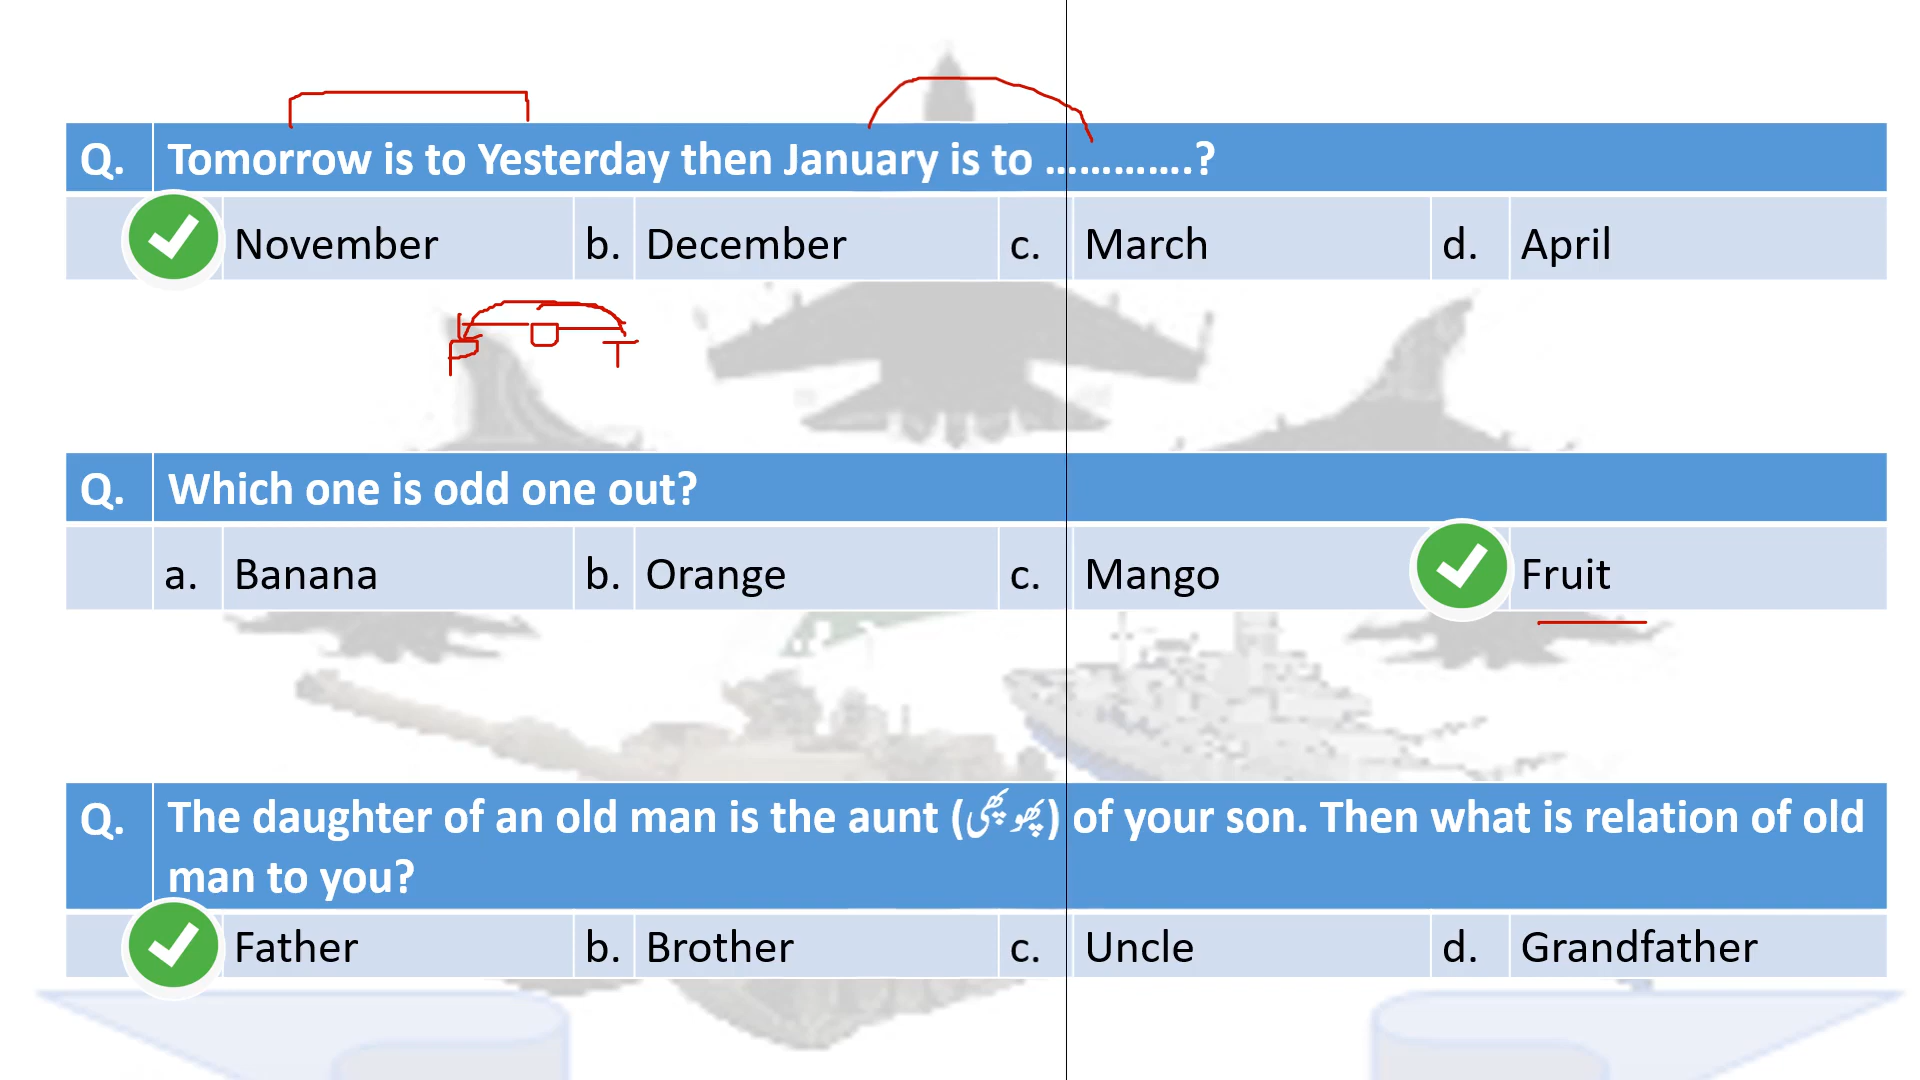 Q. Tomorrow is to Yesterday then January is to .............?
November b. December c. March d. April
Q. Which one is odd one out?
a. Banana b. Orange c. Mango Fruit
Q. The daughter of an old man is the aunt (پھوپھی) of your son. Then what is relation of old
man to you?
Father b. Brother c. Uncle d. Grandfather